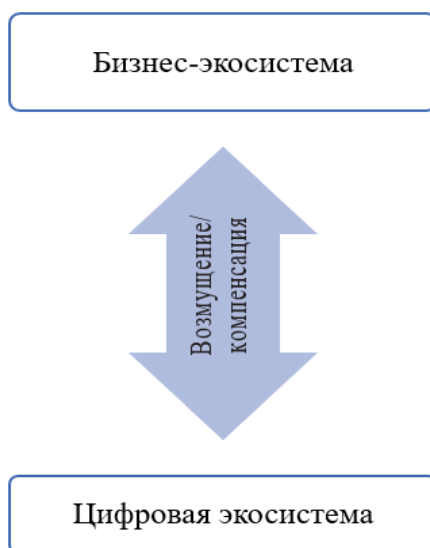 Бизнес-экосистема
Возмущение/
компенсация
Цифровая экосистема